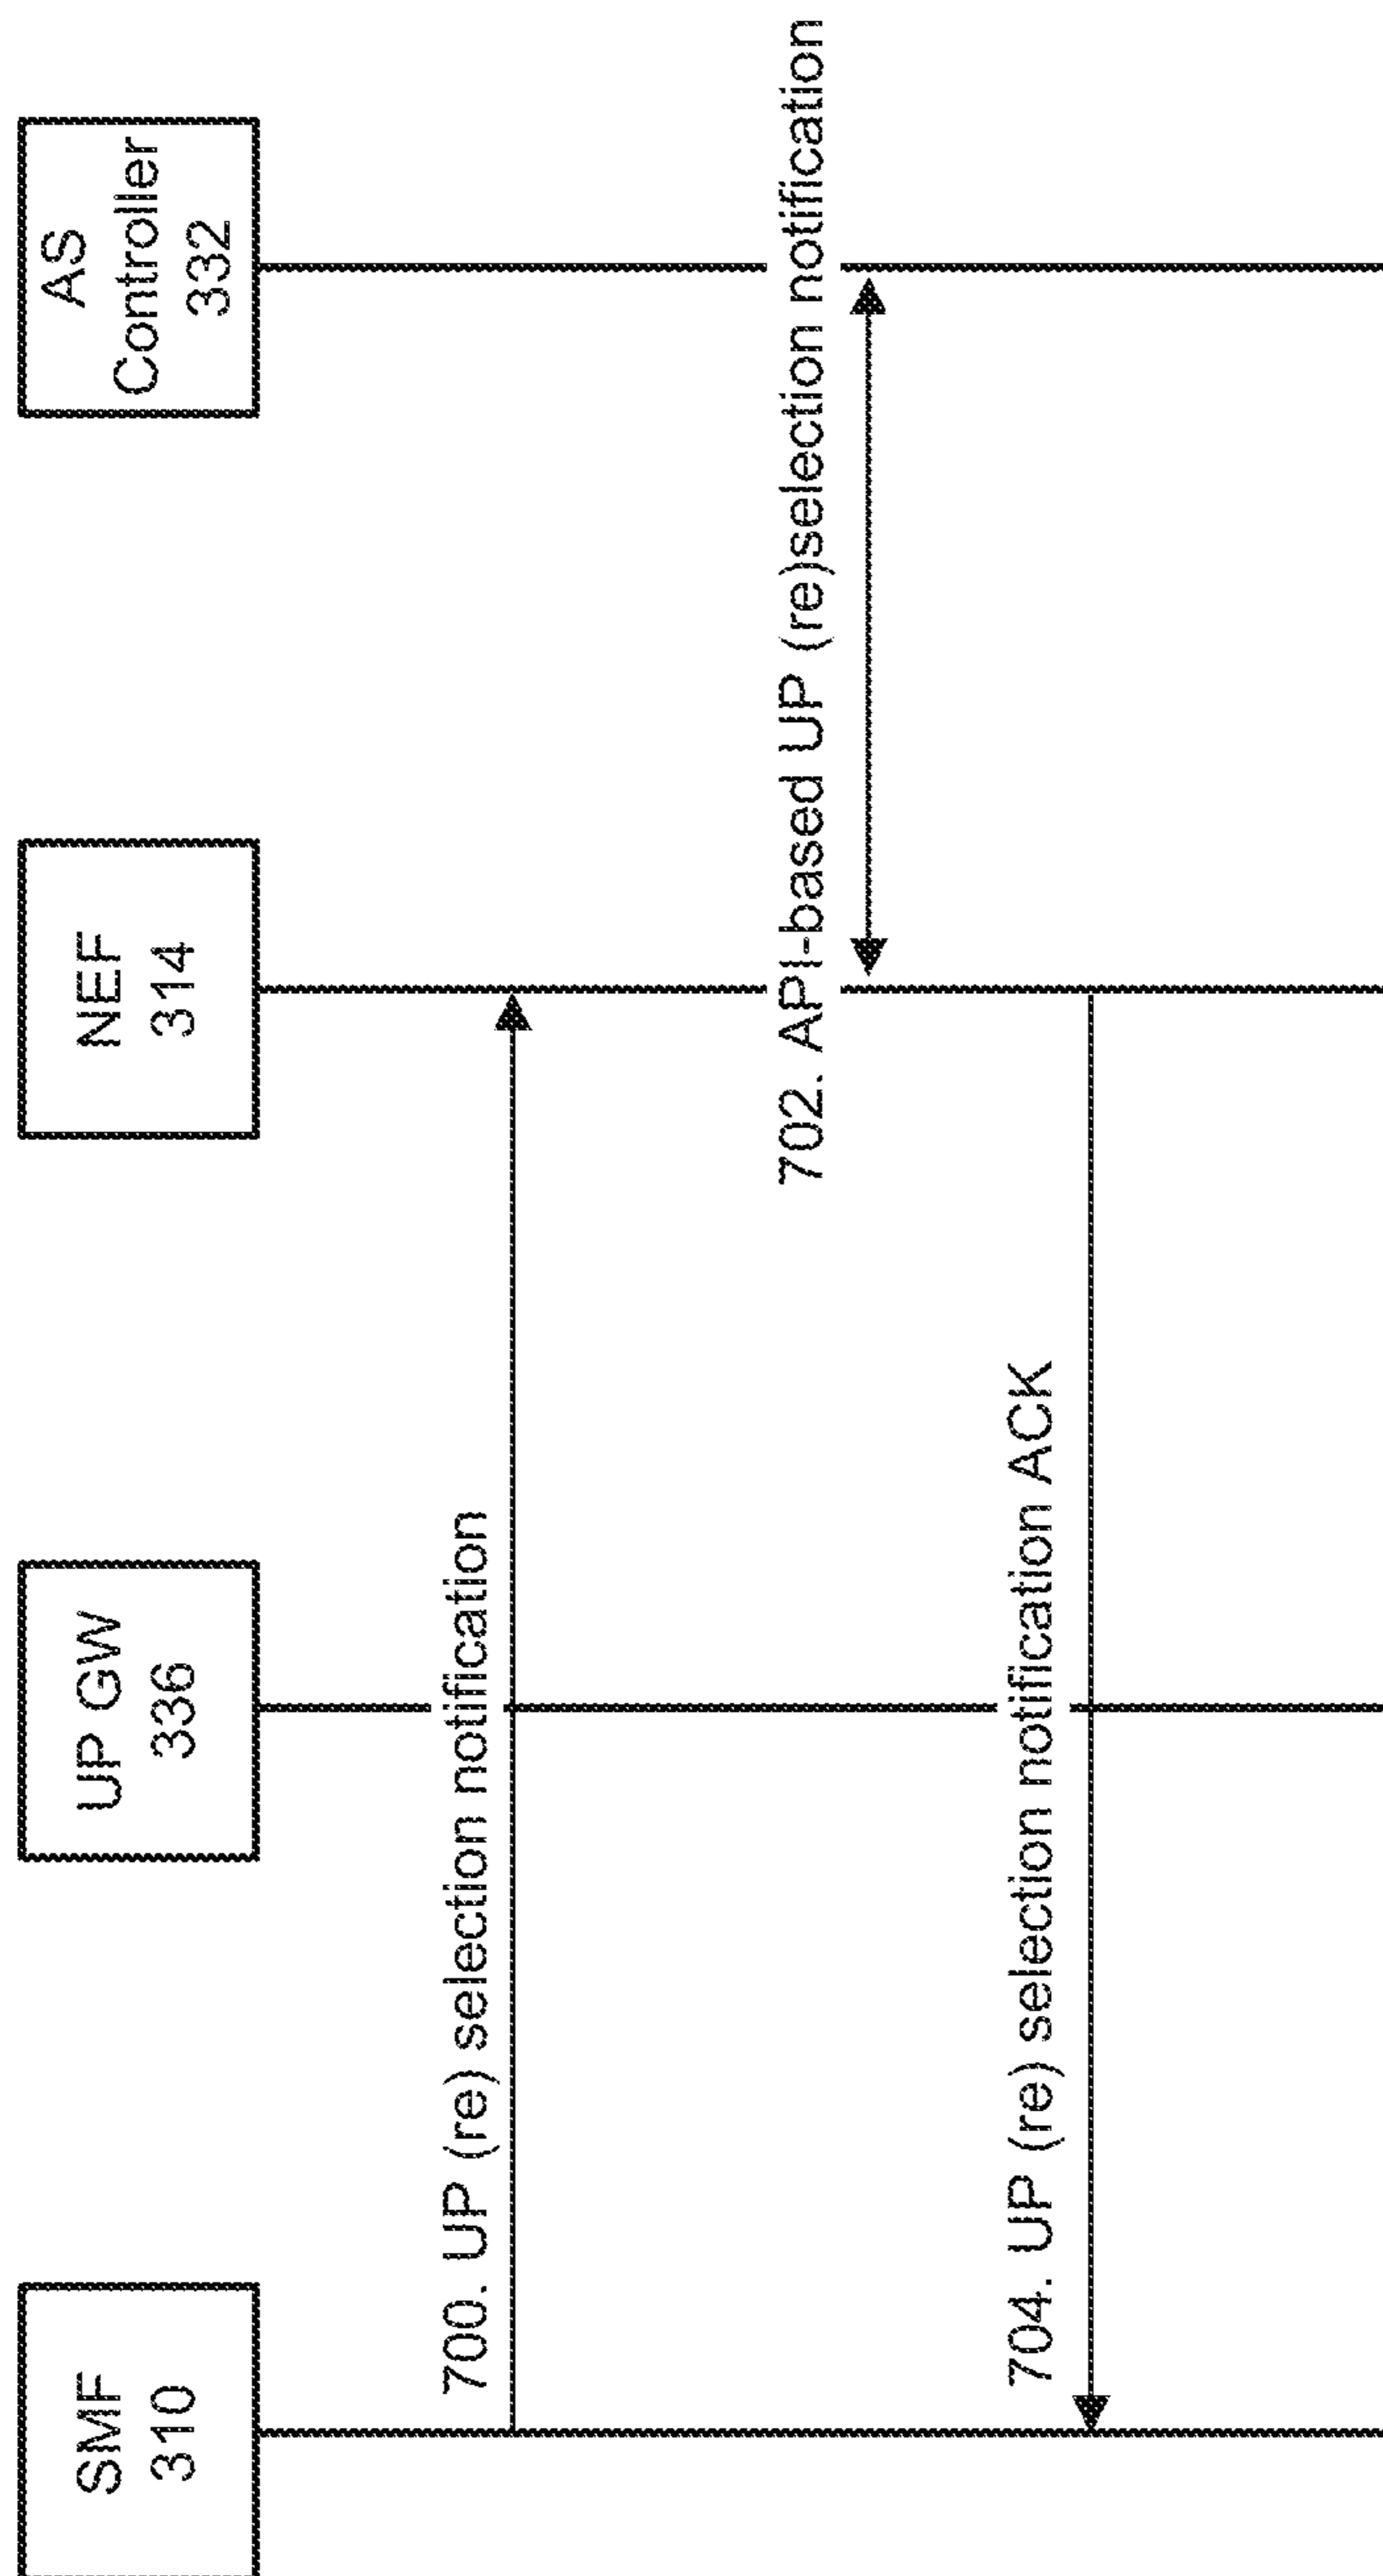 SMF
310
UP GW
336
NEF
314
AS
Controller
332
700. UP (re) selection notification
702. API-based UP (re)selection notification
704. UP (re) selection notification ACK